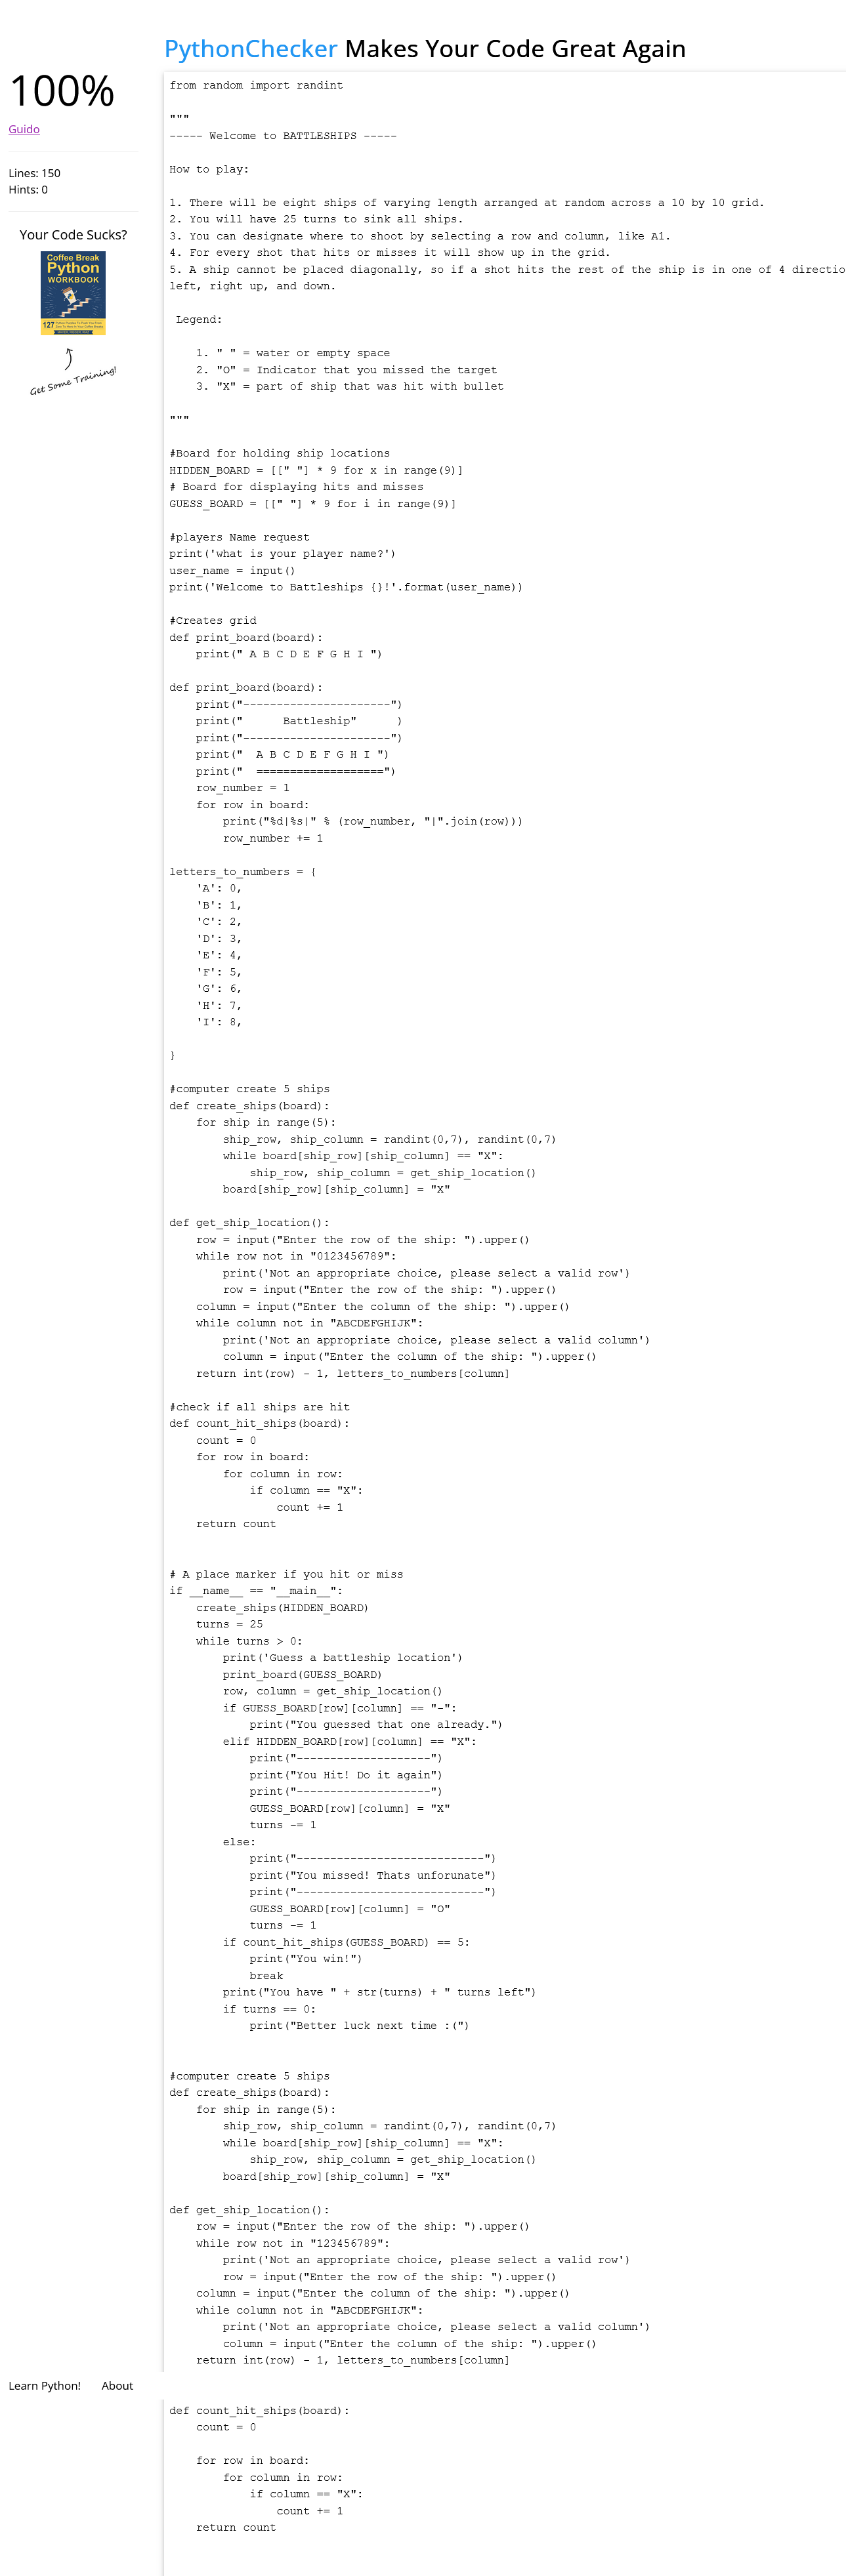 PythonChecker Makes Your Code Great Again
100%
Guido
Lines: 150
Hints: 0
Your Code Sucks?
Coffee Break
Python
WORKBOOK
Get Some Training!
from random import randint
"""
----- Welcome to BATTLESHIPS -----
How to play:
1. There will be eight ships of varying length arranged at random across a 10 by 10 grid.
2. You will have 25 turns to sink all ships.
3. You can designate where to shoot by selecting a row and column, like A1.
4. For every shot that hits or misses it will show up in the grid.
5. A ship cannot be placed diagonally, so if a shot hits the rest of the ship is in one of 4 directio
left, right up, and down.
 Legend:
    1. " " = water or empty space
    2. "O" = Indicator that you missed the target
    3. "X" = part of ship that was hit with bullet
"""
#Board for holding ship locations
HIDDEN_BOARD = [[" "] * 9 for x in range(9)]
# Board for displaying hits and misses
GUESS_BOARD = [[" "] * 9 for i in range(9)]
#players Name request
print('what is your player name?')
user_name = input()
print('Welcome to Battleships {}!'.format(user_name))
#Creates grid
def print_board(board):
    print(" A B C D E F G H I ")
def print_board(board):
    print("----------------------")
    print("      Battleship"      )
    print("----------------------")
    print("  A B C D E F G H I ")
    print("  ===================")
    row_number = 1
    for row in board:
        print("%d|%s|" % (row_number, "|".join(row)))
        row_number += 1
letters_to_numbers = {
    'A': 0,
    'B': 1,
    'C': 2,
    'D': 3,
    'E': 4,
    'F': 5,
    'G': 6,
    'H': 7,
    'I': 8,
}
#computer create 5 ships
def create_ships(board):
    for ship in range(5):
        ship_row, ship_column = randint(0,7), randint(0,7)
        while board[ship_row][ship_column] == "X":
            ship_row, ship_column = get_ship_location()
        board[ship_row][ship_column] = "X"
def get_ship_location():
    row = input("Enter the row of the ship: ").upper()
    while row not in "0123456789":
        print('Not an appropriate choice, please select a valid row')
        row = input("Enter the row of the ship: ").upper()
    column = input("Enter the column of the ship: ").upper()
    while column not in "ABCDEFGHIJK":
        print('Not an appropriate choice, please select a valid column')
        column = input("Enter the column of the ship: ").upper()
    return int(row) - 1, letters_to_numbers[column]
#check if all ships are hit
def count_hit_ships(board):
    count = 0
    for row in board:
        for column in row:
            if column == "X":
                count += 1
    return count
# A place marker if you hit or miss
if __name__ == "__main__":
    create_ships(HIDDEN_BOARD)
    turns = 25
    while turns > 0:
        print('Guess a battleship location')
        print_board(GUESS_BOARD)
        row, column = get_ship_location()
        if GUESS_BOARD[row][column] == "-":
            print("You guessed that one already.")
        elif HIDDEN_BOARD[row][column] == "X":
            print("--------------------")
            print("You Hit! Do it again")
            print("--------------------")
            GUESS_BOARD[row][column] = "X"
            turns -= 1
        else:
            print("----------------------------")
            print("You missed! Thats unforunate")
            print("----------------------------")
            GUESS_BOARD[row][column] = "O"
            turns -= 1
        if count_hit_ships(GUESS_BOARD) == 5:
            print("You win!")
            break
        print("You have " + str(turns) + " turns left")
        if turns == 0:
            print("Better luck next time :(")
#computer create 5 ships
def create_ships(board):
    for ship in range(5):
        ship_row, ship_column = randint(0,7), randint(0,7)
        while board[ship_row][ship_column] == "X":
            ship_row, ship_column = get_ship_location()
        board[ship_row][ship_column] = "X"
def get_ship_location():
    row = input("Enter the row of the ship: ").upper()
    while row not in "123456789":
        print('Not an appropriate choice, please select a valid row')
        row = input("Enter the row of the ship: ").upper()
    column = input("Enter the column of the ship: ").upper()
    while column not in "ABCDEFGHIJK":
        print('Not an appropriate choice, please select a valid column')
        column = input("Enter the column of the ship: ").upper()
    return int(row) - 1, letters_to_numbers[column]
Learn Python! About
def count_hit_ships(board):
    count = 0
    for row in board:
        for column in row:
            if column == "X":
                count += 1
    return count